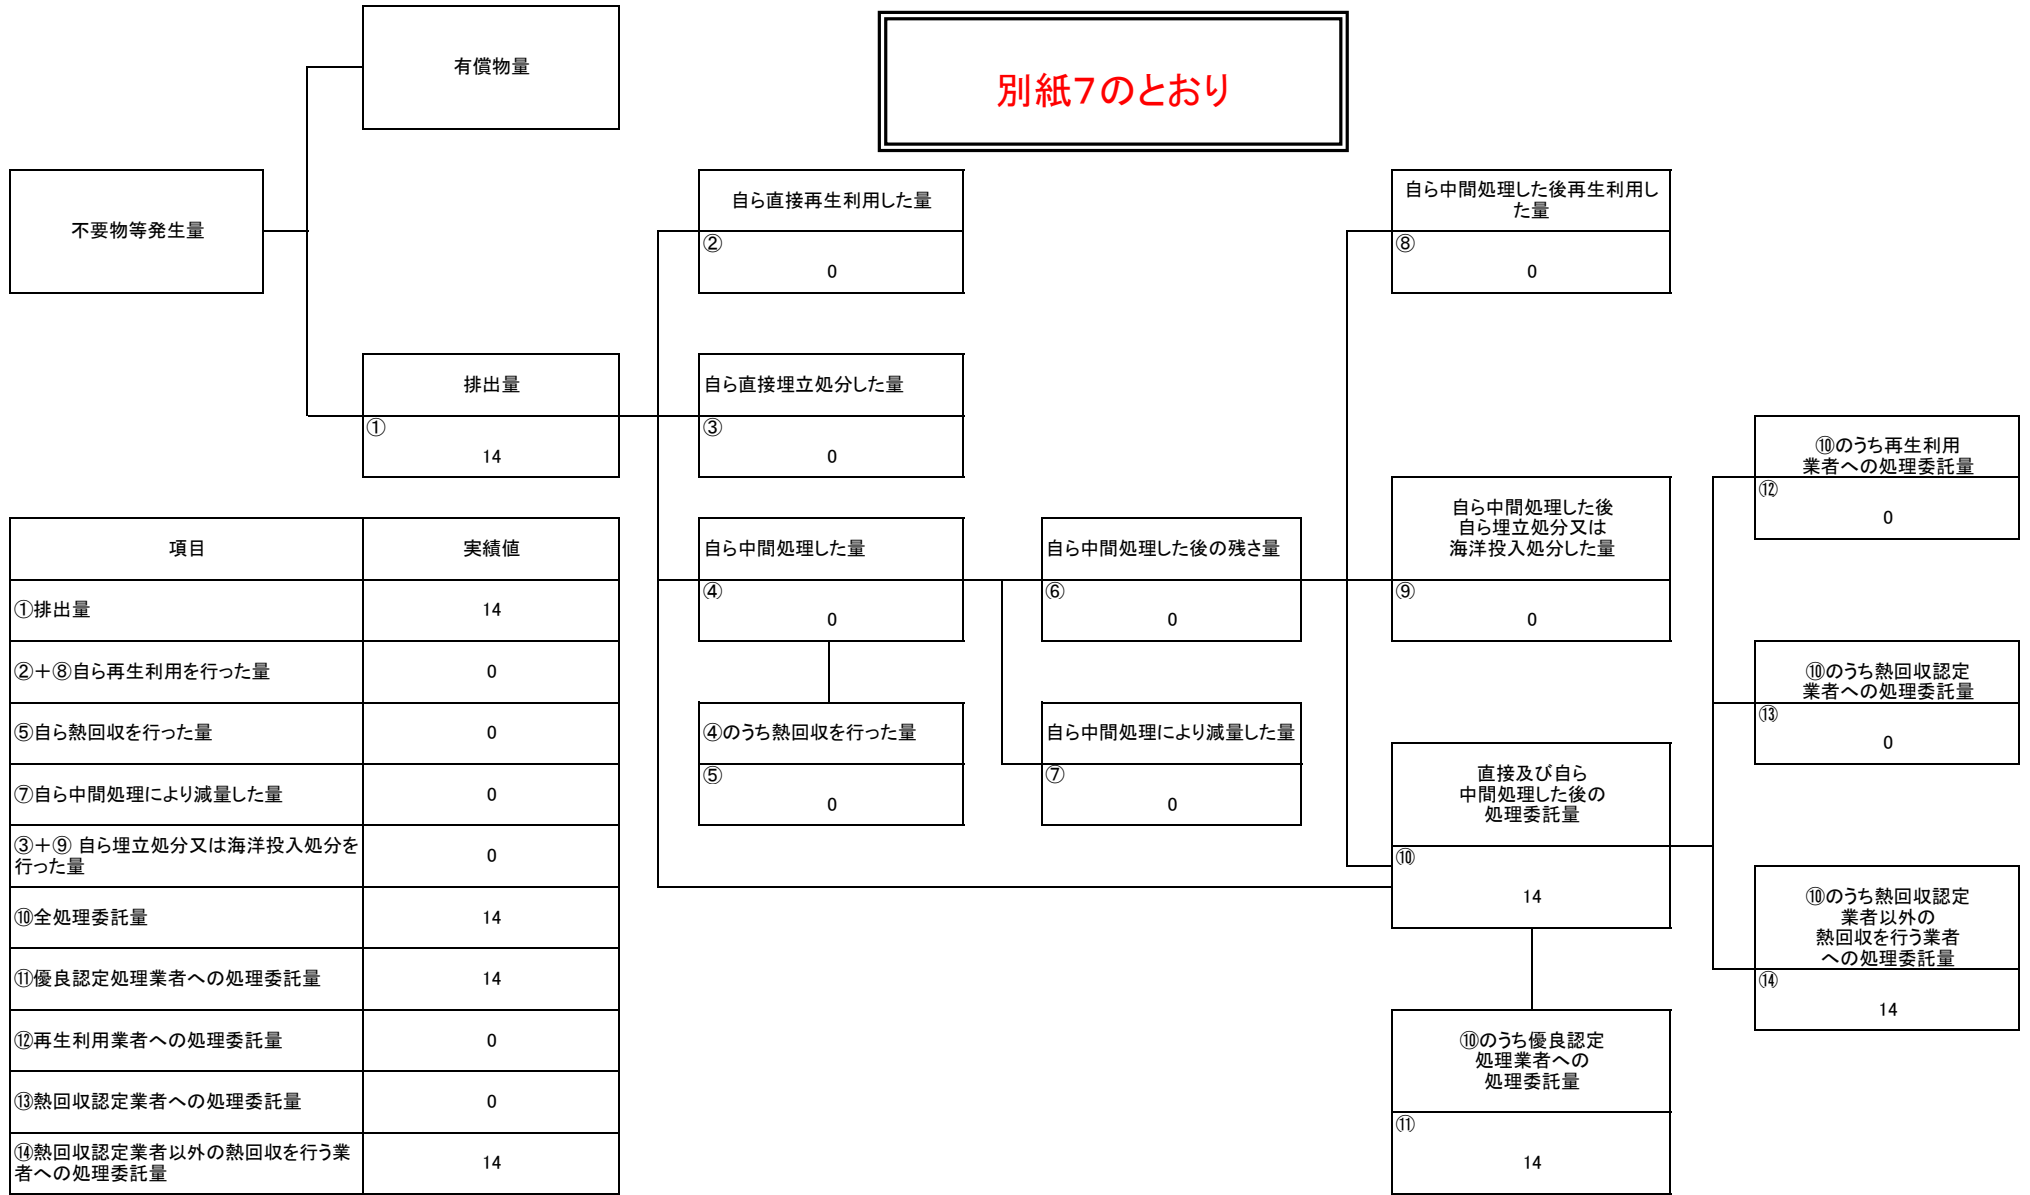 有償物量
別紙７のとおり
不要物等発生量
自ら直接再生利用した量
②
0
自ら中間処理した後再生利用し
た量
⑧
0
排出量
①
14
自ら直接埋立処分した量
③
0
⑩のうち再生利用
業者への処理委託量
⑫
0
自ら中間処理した量
④
0
自ら中間処理した後の残さ量
⑥
0
自ら中間処理した後
自ら埋立処分又は
海洋投入処分した量
⑨
0
⑩のうち熱回収認定
業者への処理委託量
⑬
0
④のうち熱回収を行った量
⑤
0
自ら中間処理により減量した量
⑦
0
直接及び自ら
中間処理した後の
処理委託量
⑩
14
⑩のうち熱回収認定
業者以外の
熱回収を行う業者
への処理委託量
⑭
14
⑩のうち優良認定
処理業者への
処理委託量
⑪
14
項目 実績値
①排出量 14
②＋⑧自ら再生利用を行った量 0
⑤自ら熱回収を行った量 0
⑦自ら中間処理により減量した量 0
③＋⑨ 自ら埋立処分又は海洋投入処分を
行った量 0
⑩全処理委託量 14
⑪優良認定処理業者への処理委託量 14
⑫再生利用業者への処理委託量 0
⑬熱回収認定業者への処理委託量 0
⑭熱回収認定業者以外の熱回収を行う業
者への処理委託量 14